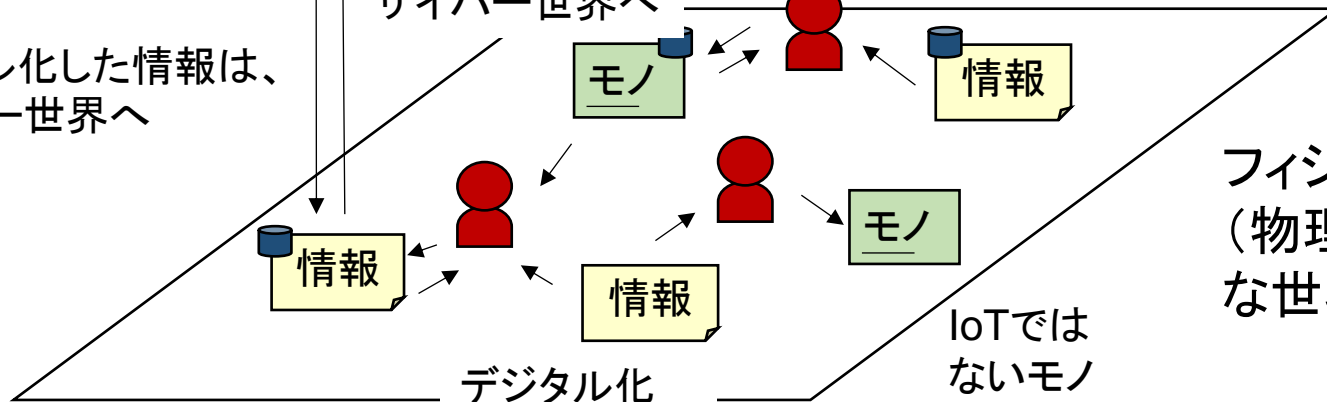 サイバー世界へ
ル化した情報は、
ー世界へ
モノ
情報
モノ
情報
情報
フィジ
（物理
な世
IoTでは
ないモノ
デジタル化